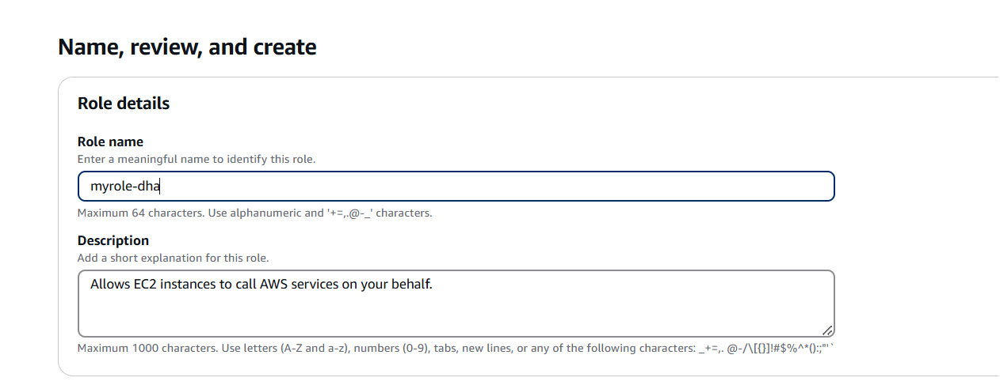 Name, review, and create
Role details
Role name
Enter a meaningful name to identify this role.
myrole-dha
Maximum 64 characters. Use alphanumeric and '+=,.@-_' characters.
Description
Add a short explanation for this role.
Allows EC2 instances to call AWS services on your behalf.
Maximum 1000 characters. Use letters (A-Z and a-z), numbers (0-9), tabs, new lines, or any of the following characters: _+=,. @-/\[{}]!#$%^*();:"'`